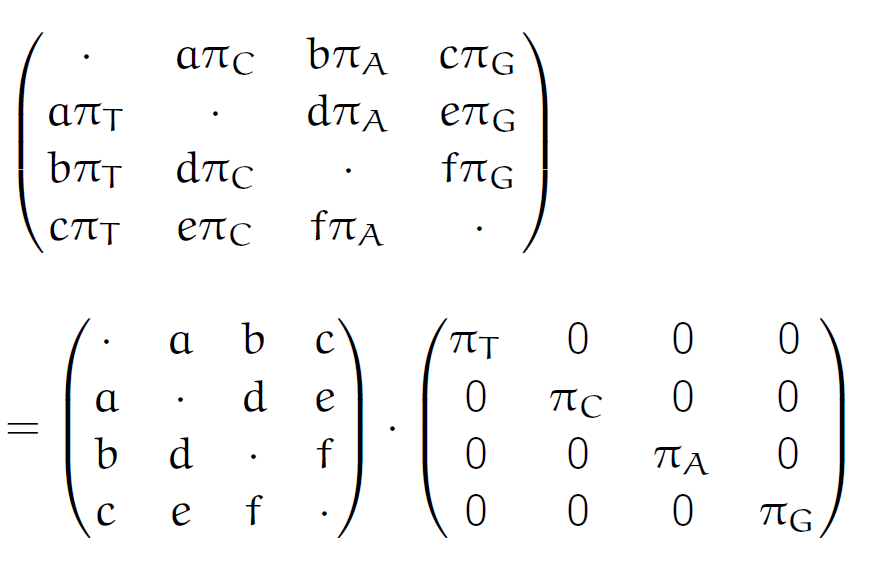 · aπ_C bπ_A cπ_G
aπ_T · dπ_A eπ_G
bπ_T dπ_C · fπ_G
cπ_T eπ_C fπ_A ·
· a b c π_T 0 0 0
a · d e 0 π_C 0 0
= b d · f · 0 0 π_A 0
c e f · 0 0 0 π_G